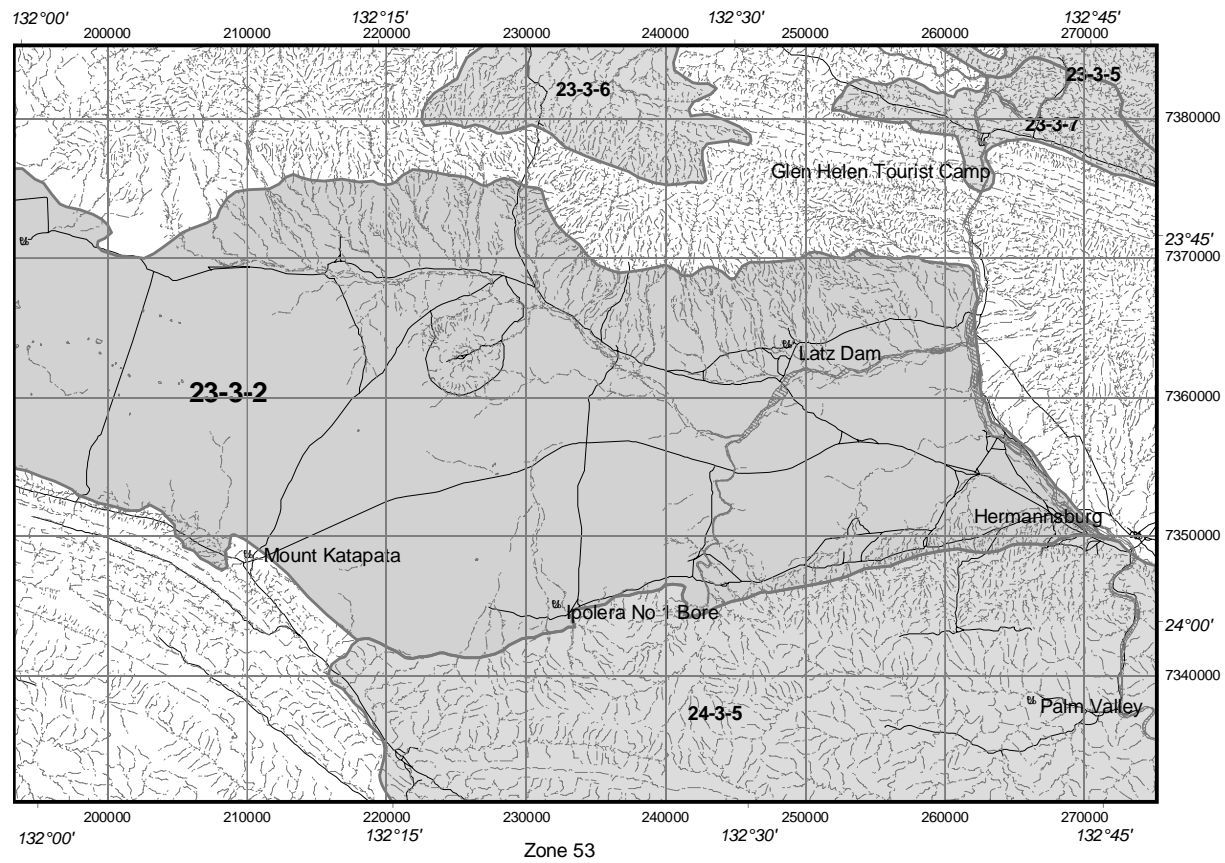 132°00' 132°15' 132°30' 132°45'
200000 210000 220000 230000 240000 250000 260000 270000
23-3-5
23-3-6
7380000
23-3-7
Glen Helen Tourist Camp
23°45'
7370000
Latz Dam
23-3-2
7360000
Hermannsburg
7350000
Mount Katapata
Ipolera No 1 Bore
24°00'
7340000
Palm Valley
24-3-5
200000 210000 220000 230000 240000 250000 260000 270000
132°00' 132°15' 132°30' 132°45'
Zone 53